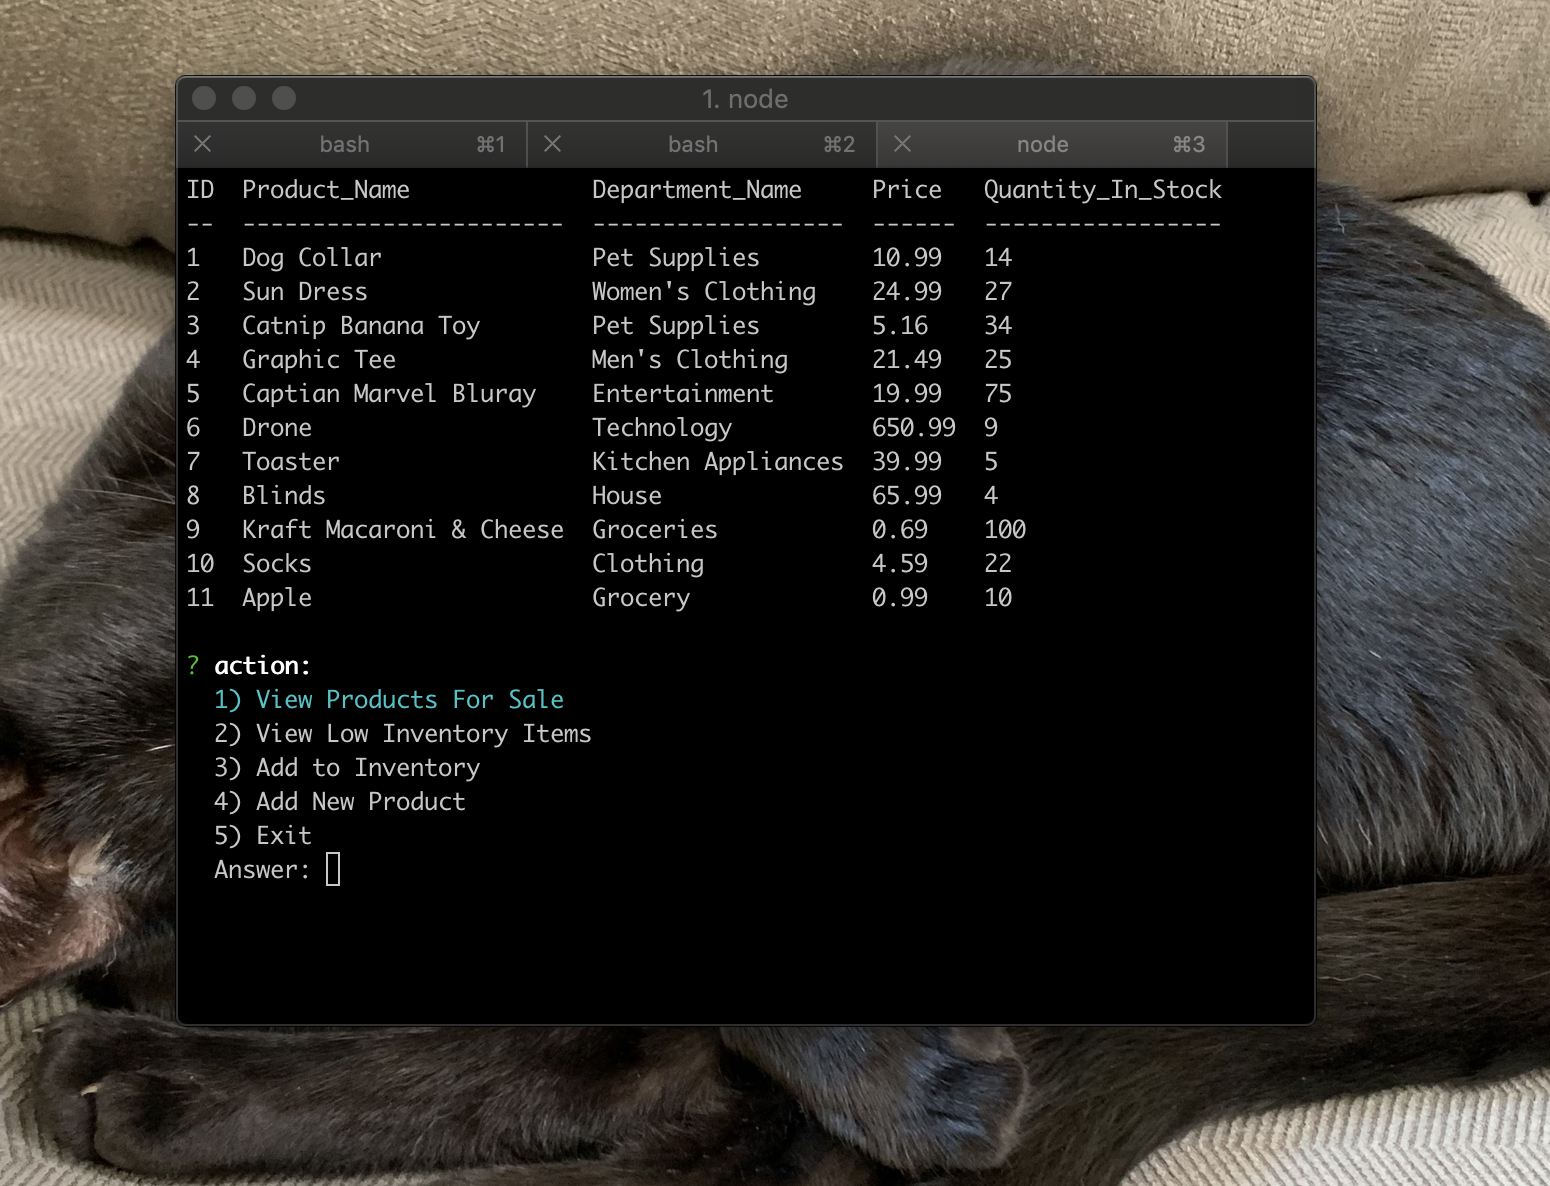 1. node
bash ⌘1 bash ⌘2 node ⌘3
ID  Product_Name             Department_Name     Price   Quantity_In_Stock
--  -----------------------  ------------------  ------  -----------------
1   Dog Collar               Pet Supplies        10.99   14
2   Sun Dress                Women's Clothing    24.99   27
3   Catnip Banana Toy        Pet Supplies        5.16    34
4   Graphic Tee              Men's Clothing      21.49   25
5   Captian Marvel Bluray    Entertainment       19.99   75
6   Drone                    Technology          650.99  9
7   Toaster                  Kitchen Appliances  39.99   5
8   Blinds                   House               65.99   4
9   Kraft Macaroni & Cheese  Groceries           0.69    100
10  Socks                    Clothing            4.59    22
11  Apple                    Grocery             0.99    10
? action:
1) View Products For Sale
2) View Low Inventory Items
3) Add to Inventory
4) Add New Product
5) Exit
Answer: